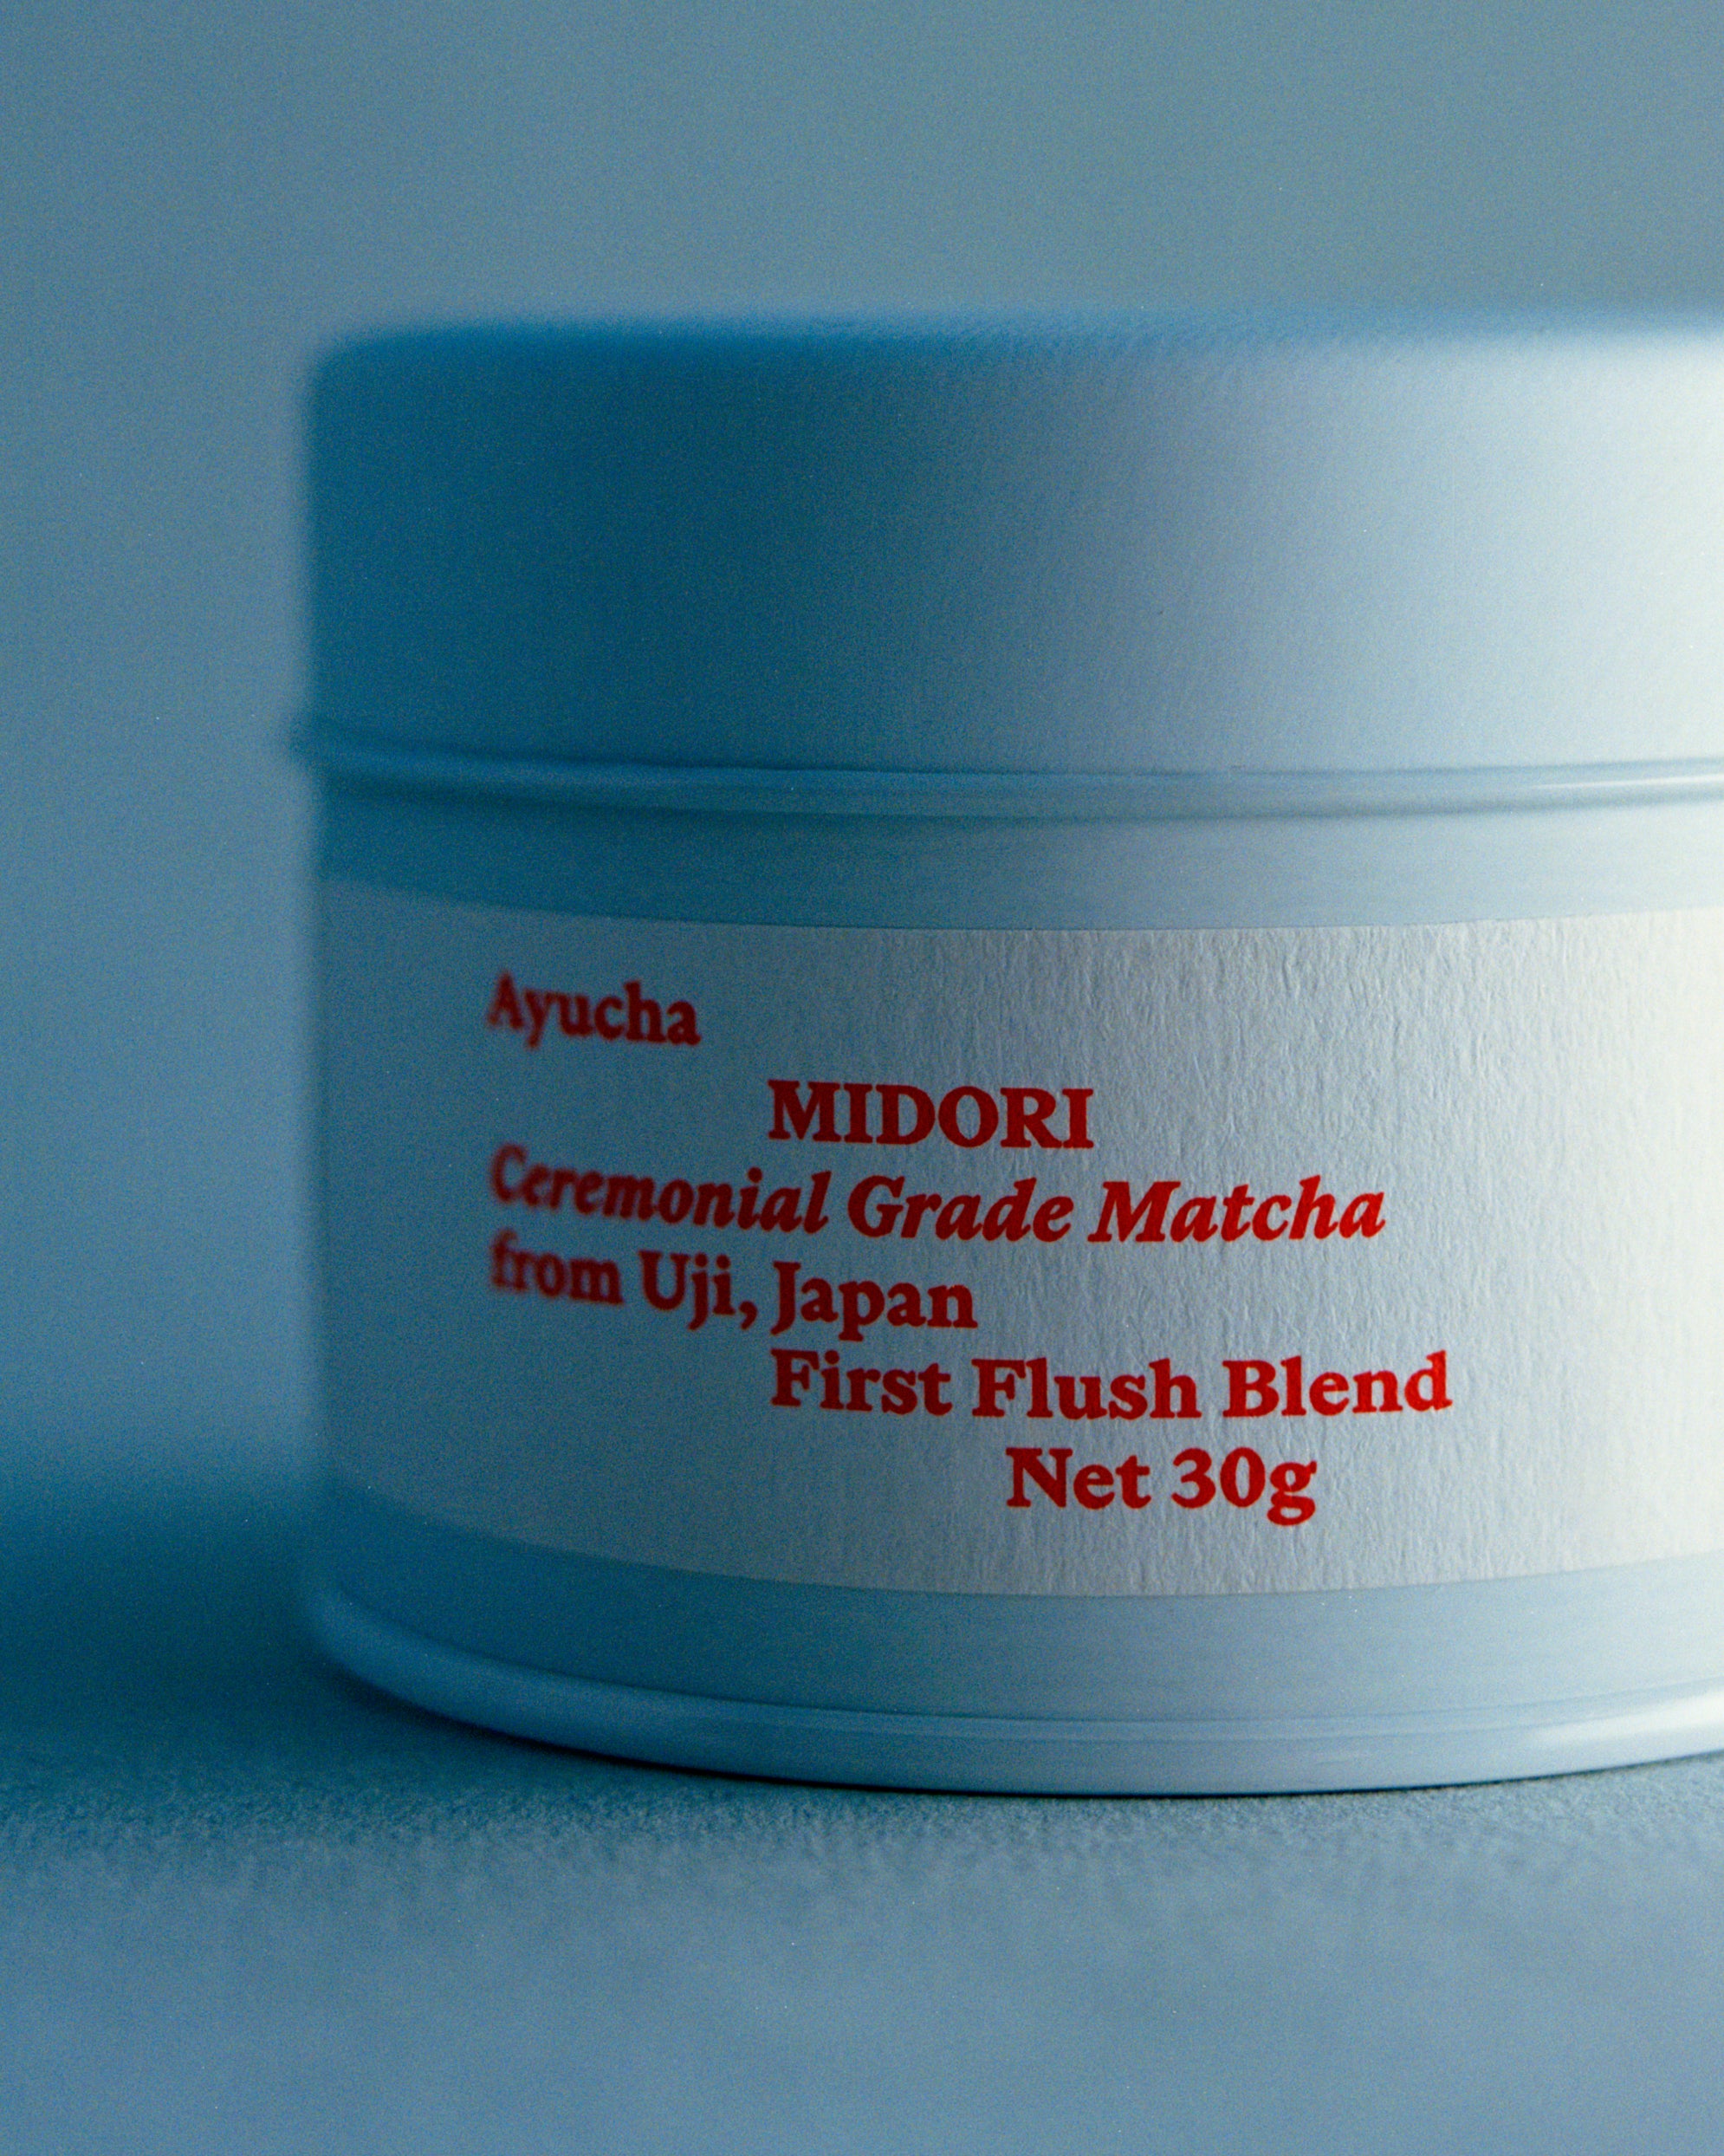 Ayucha
MIDORI
Ceremonial Grade Matcha
from Uji, Japan
First Flush Blend
Net 30g